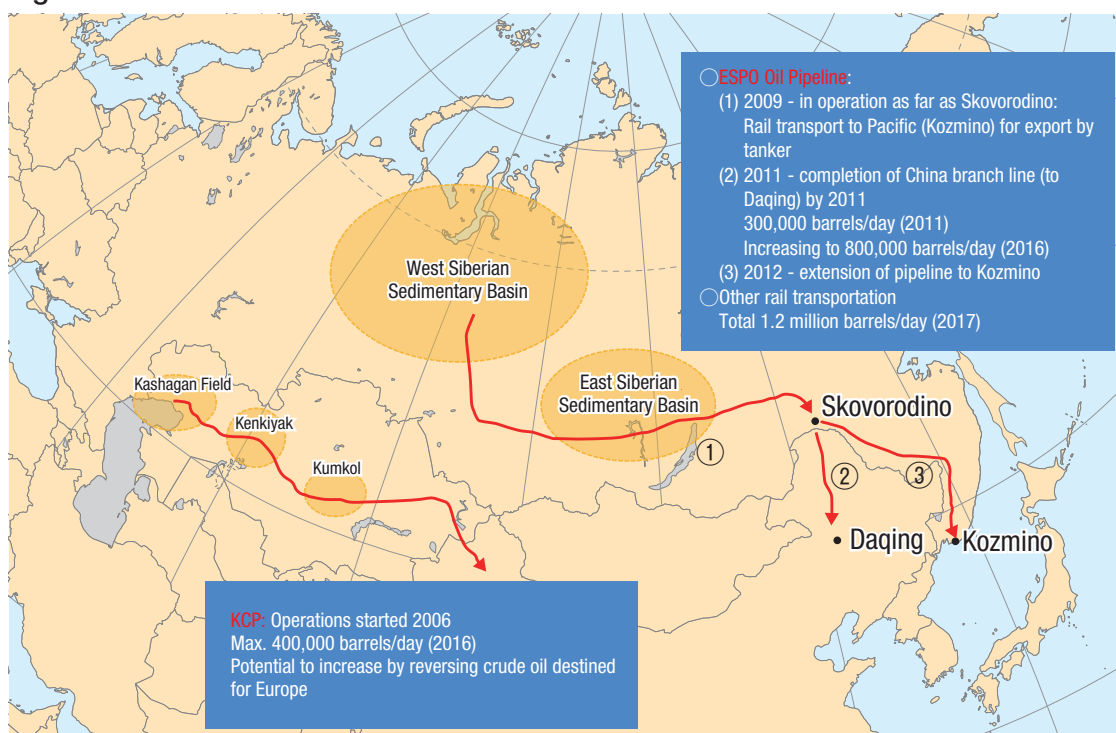 ○ESPO Oil Pipeline:
(1) 2009 - in operation as far as Skovorodino:
Rail transport to Pacific (Kozmino) for export by
tanker
(2) 2011 - completion of China branch line (to
Daqing) by 2011
300,000 barrels/day (2011)
Increasing to 800,000 barrels/day (2016)
(3) 2012 - extension of pipeline to Kozmino
○Other rail transportation
Total 1.2 million barrels/day (2017)
West Siberian
Sedimentary Basin
East Siberian
Sedimentary Basin
Kashagan Field
Kenkiyak
Kumkol
Skovorodino
①
②
③
Daqing
Kozmino
KCP: Operations started 2006
Max. 400,000 barrels/day (2016)
Potential to increase by reversing crude oil destined
for Europe